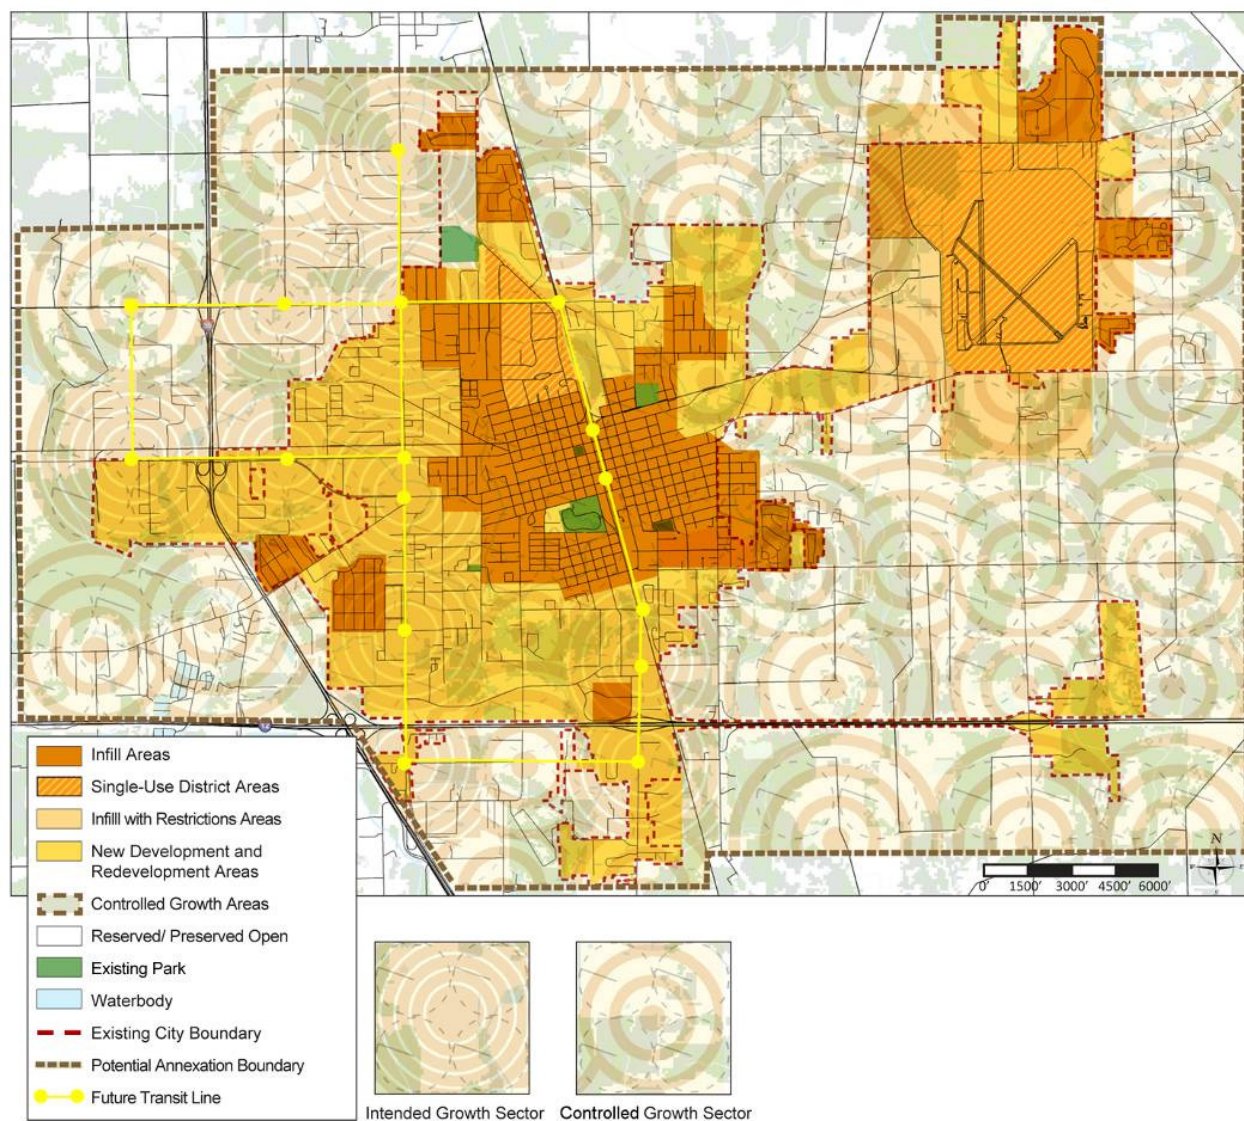 N
0' 1500' 3000' 4500' 6000'
Infill Areas
Single-Use District Areas
Infilll with Restrictions Areas
New Development and
Redevelopment Areas
Controlled Growth Areas
Reserved/ Preserved Open
Existing Park
Waterbody
Existing City Boundary
Potential Annexation Boundary
Future Transit Line
Intended Growth Sector
Controlled Growth Sector